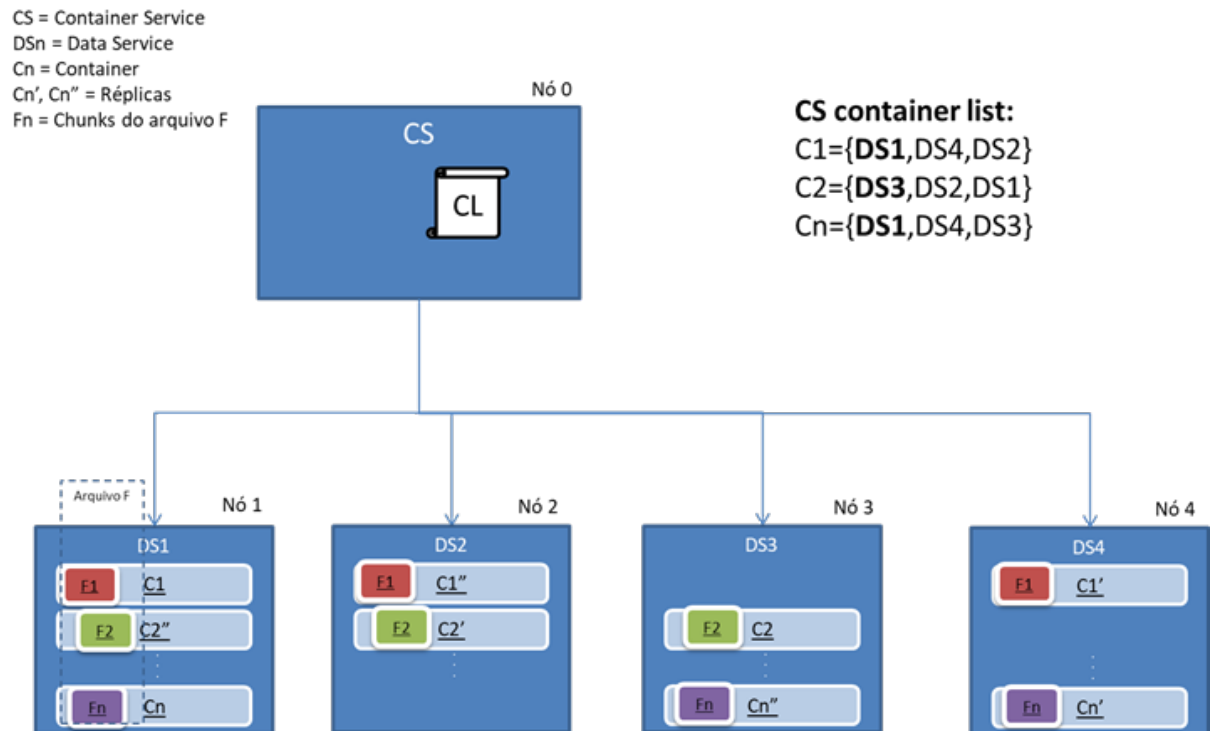 CS = Container Service
DSn = Data Service
Cn = Container
Cn’, Cn” = Réplicas
Fn = Chunks do arquivo F
Nó 0
CS
CL
CS container list:
C1={DS1,DS4,DS2}
C2={DS3,DS2,DS1}
Cn={DS1,DS4,DS3}
Arquivo F
Nó 1
DS1
F1 C1
F2 C2”
Fn Cn
Nó 2
DS2
F1 C1”
F2 C2’
Nó 3
DS3
F2 C2
Fn Cn”
Nó 4
DS4
F1 C1’
Fn Cn’